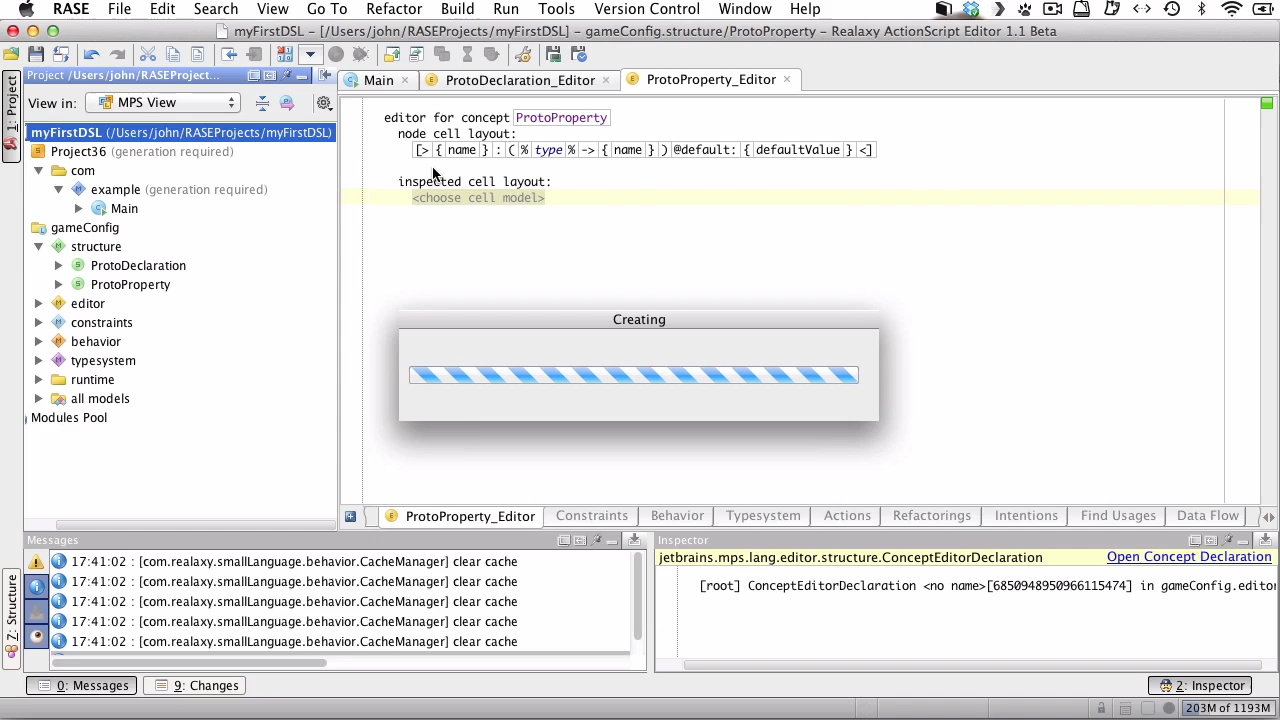 RASE File Edit Search View Go To Refactor Build Run Tools Version Control Window Help
myFirstDSL - [/Users/john/RASEProjects/myFirstDSL] - gameConfig.structure/ProtoProperty - Realaxy ActionScript Editor 1.1 Beta
Project /Users/john/RASEProject...
View in: MPS View
myFirstDSL (/Users/john/RASEProjects/myFirstDSL)
Project36 (generation required)
com
example (generation required)
Main
gameConfig
structure
ProtoDeclaration
ProtoProperty
editor
constraints
behavior
typesystem
runtime
all models
Modules Pool
1: Project
Z: Structure
Main ProtoDeclaration_Editor ProtoProperty_Editor
editor for concept ProtoProperty
node cell layout:
[> { name } : ( % type % -> { name } ) @default: { defaultValue } <]
inspected cell layout:
<choose cell model>
Creating
ProtoProperty_Editor Constraints Behavior Typesystem Actions Refactorings Intentions Find Usages Data Flow
Messages
17:41:02 : [com.realaxy.smallLanguage.behavior.CacheManager] clear cache
17:41:02 : [com.realaxy.smallLanguage.behavior.CacheManager] clear cache
17:41:02 : [com.realaxy.smallLanguage.behavior.CacheManager] clear cache
17:41:02 : [com.realaxy.smallLanguage.behavior.CacheManager] clear cache
17:41:02 : [com.realaxy.smallLanguage.behavior.CacheManager] clear cache
Inspector
jetbrains.mps.lang.editor.structure.ConceptEditorDeclaration Open Concept Declaration
[root] ConceptEditorDeclaration <no name>[6850948950966115474] in gameConfig.editor
0: Messages 9: Changes 2: Inspector
203M of 1193M